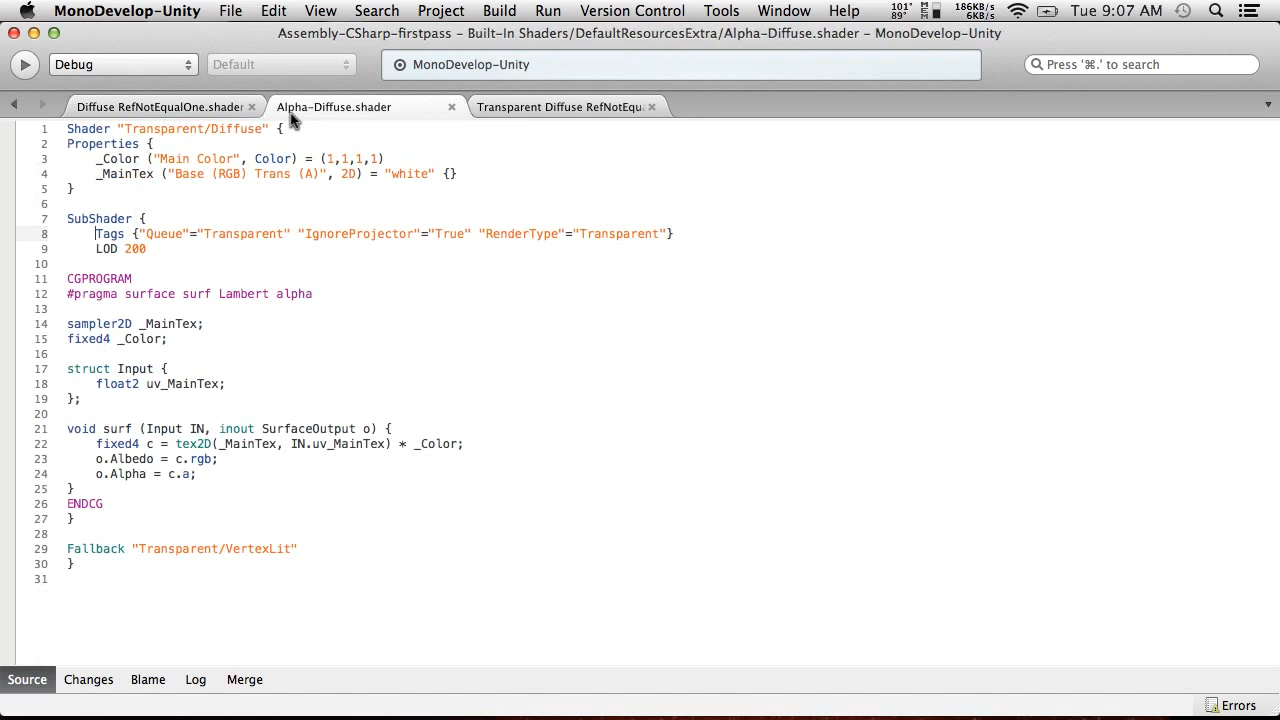 MonoDevelop-Unity File Edit View Search Project Build Run Version Control Tools Window Help 101° 89° MEM 186KB/s 6KB/s Tue 9:07 AM
Assembly-CSharp-firstpass - Built-In Shaders/DefaultResourcesExtra/Alpha-Diffuse.shader - MonoDevelop-Unity
Debug Default MonoDevelop-Unity Press '⌘.' to search
Diffuse RefNotEqualOne.shader Alpha-Diffuse.shader Transparent Diffuse RefNotEqu
1 Shader "Transparent/Diffuse" {
2 Properties {
3 _Color ("Main Color", Color) = (1,1,1,1)
4 _MainTex ("Base (RGB) Trans (A)", 2D) = "white" {}
5 }
6
7 SubShader {
8 Tags {"Queue"="Transparent" "IgnoreProjector"="True" "RenderType"="Transparent"}
9 LOD 200
10
11 CGPROGRAM
12 #pragma surface surf Lambert alpha
13
14 sampler2D _MainTex;
15 fixed4 _Color;
16
17 struct Input {
18 float2 uv_MainTex;
19 };
20
21 void surf (Input IN, inout SurfaceOutput o) {
22 fixed4 c = tex2D(_MainTex, IN.uv_MainTex) * _Color;
23 o.Albedo = c.rgb;
24 o.Alpha = c.a;
25 }
26 ENDCG
27 }
28
29 Fallback "Transparent/VertexLit"
30 }
31
Source Changes Blame Log Merge
Errors